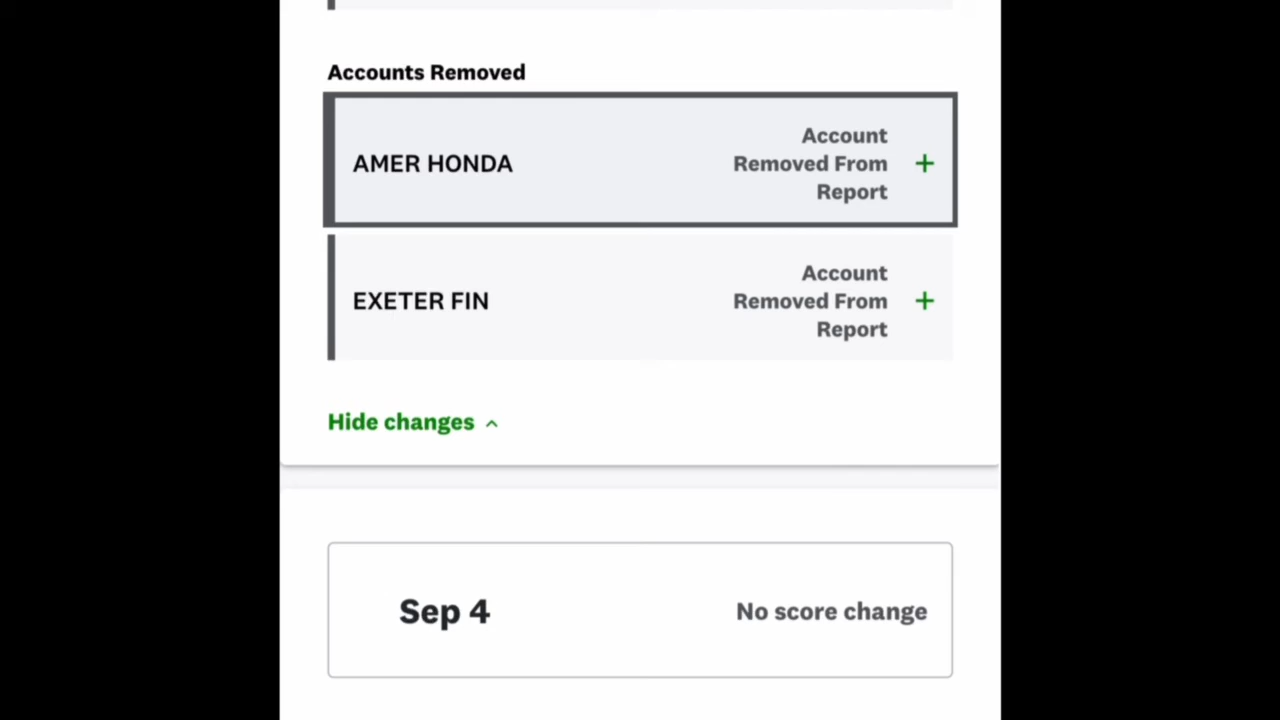 Accounts Removed
AMER HONDA
Account
Removed From
Report
+
EXETER FIN
Account
Removed From
Report
+
Hide changes
Sep 4
No score change